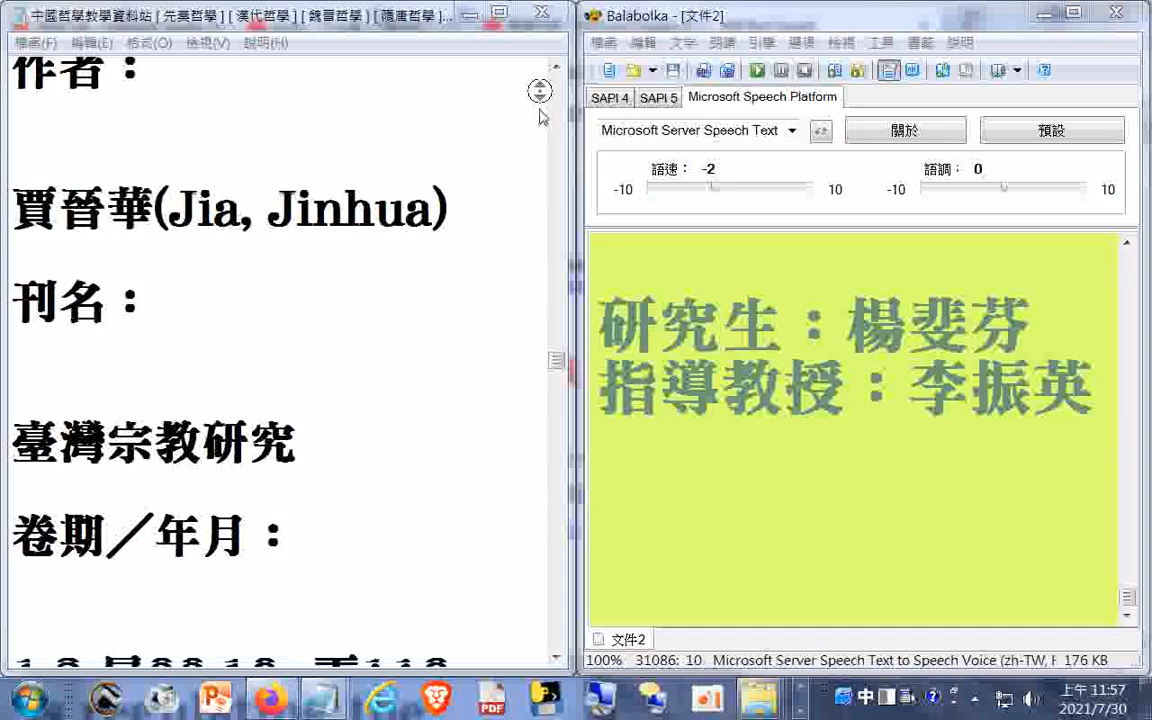 中國哲學教學資料站 [ 先秦哲學 ] [ 漢代哲學 ] [ 魏晉哲學 ] [ 隋唐哲學 ]...
檔案(F) 編輯(E) 格式(O) 檢視(V) 說明(H)
作者：
賈晉華(Jia, Jinhua)
刊名：
臺灣宗教研究
卷期／年月：
Balabolka - [文件2]
檔案 編輯 文字 朗讀 引擎 選項 檢視 工具 書籤 說明
SAPI 4 SAPI 5 Microsoft Speech Platform
Microsoft Server Speech Text 關於 預設
語速： -2 語調： 0
-10 10 -10 10
研究生：楊斐芬
指導教授：李振英
文件2
100% 31086: 10 Microsoft Server Speech Text to Speech Voice (zh-TW, H 176 KB
PDF
中
上午 11:57
2021/7/30